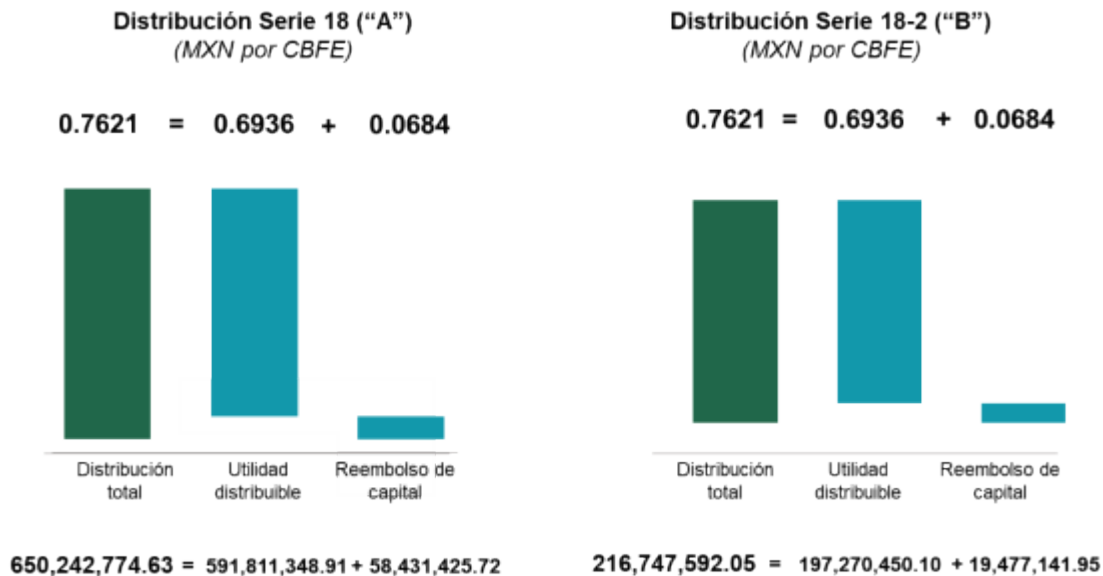 Distribución Serie 18 (“A”)
(MXN por CBFE)
0.7621 = 0.6936 + 0.0684
Distribución total
Utilidad distribuible
Reembolso de capital
650,242,774.63 = 591,811,348.91 + 58,431,425.72
Distribución Serie 18-2 (“B”)
(MXN por CBFE)
0.7621 = 0.6936 + 0.0684
Distribución total
Utilidad distribuible
Reembolso de capital
216,747,592.05 = 197,270,450.10 + 19,477,141.95